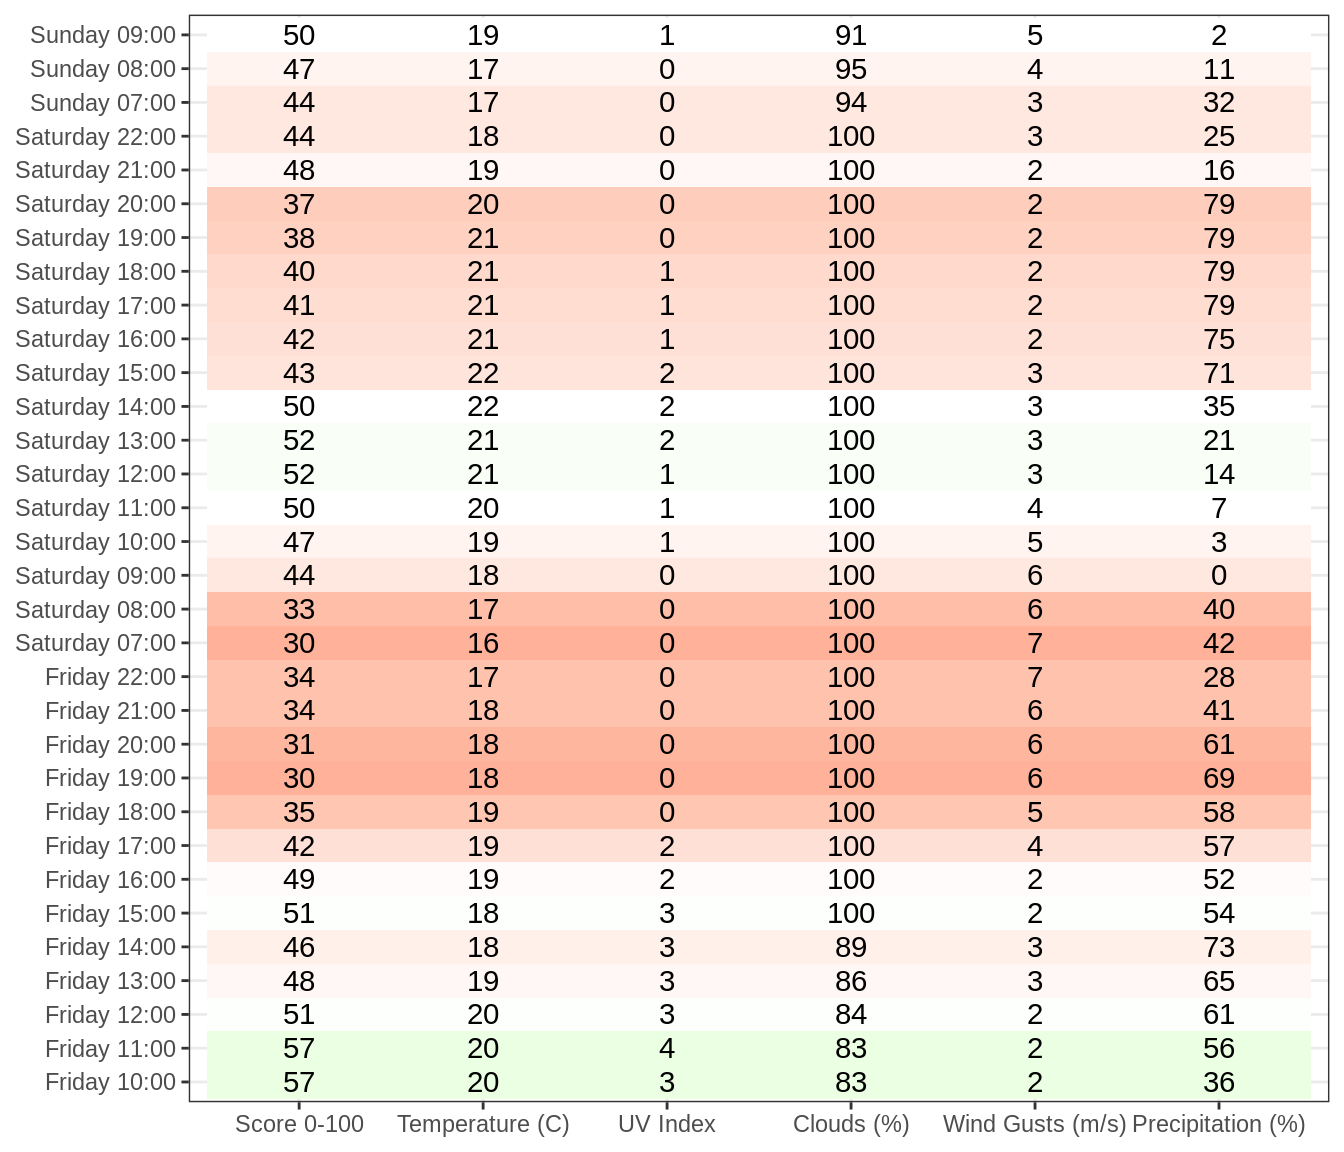 Sunday 09:00 50 19 1 91 5 2
Sunday 08:00 47 17 0 95 4 11
Sunday 07:00 44 17 0 94 3 32
Saturday 22:00 44 18 0 100 3 25
Saturday 21:00 48 19 0 100 2 16
Saturday 20:00 37 20 0 100 2 79
Saturday 19:00 38 21 0 100 2 79
Saturday 18:00 40 21 1 100 2 79
Saturday 17:00 41 21 1 100 2 79
Saturday 16:00 42 21 1 100 2 75
Saturday 15:00 43 22 2 100 3 71
Saturday 14:00 50 22 2 100 3 35
Saturday 13:00 52 21 2 100 3 21
Saturday 12:00 52 21 1 100 3 14
Saturday 11:00 50 20 1 100 4 7
Saturday 10:00 47 19 1 100 5 3
Saturday 09:00 44 18 0 100 6 0
Saturday 08:00 33 17 0 100 6 40
Saturday 07:00 30 16 0 100 7 42
Friday 22:00 34 17 0 100 7 28
Friday 21:00 34 18 0 100 6 41
Friday 20:00 31 18 0 100 6 61
Friday 19:00 30 18 0 100 6 69
Friday 18:00 35 19 0 100 5 58
Friday 17:00 42 19 2 100 4 57
Friday 16:00 49 19 2 100 2 52
Friday 15:00 51 18 3 100 2 54
Friday 14:00 46 18 3 89 3 73
Friday 13:00 48 19 3 86 3 65
Friday 12:00 51 20 3 84 2 61
Friday 11:00 57 20 4 83 2 56
Friday 10:00 57 20 3 83 2 36
Score 0-100 Temperature (C) UV Index Clouds (%) Wind Gusts (m/s) Precipitation (%)